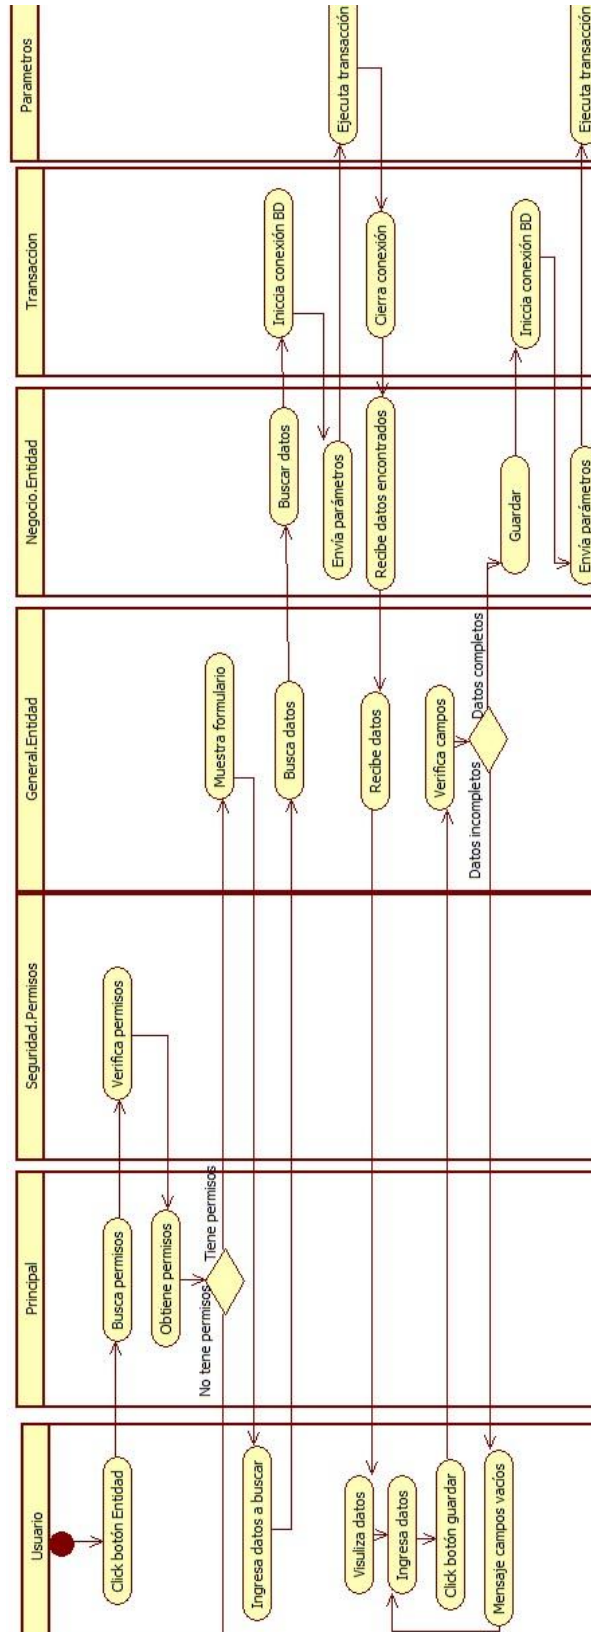 Usuario
Principal
Seguridad.Permisos
General.Entidad
Negocio.Entidad
Transaccion
Parametros
Click botón Entidad
Busca permisos
Verifica permisos
Obtiene permisos
No tene permisos
Tiene permisos
Muestra formulario
Ingresa datos a buscar
Busca datos
Buscar datos
Iniccia conexión BD
Envía parámetros
Ejecuta transacción
Cierra conexión
Recibe datos encontrados
Recibe datos
Visuliza datos
Ingresa datos
Click botón guardar
Verifica campos
Datos incompletos
Datos completos
Mensaje campos vacíos
Guardar
Iniccia conexión BD
Envía parámetros
Ejecuta transacción